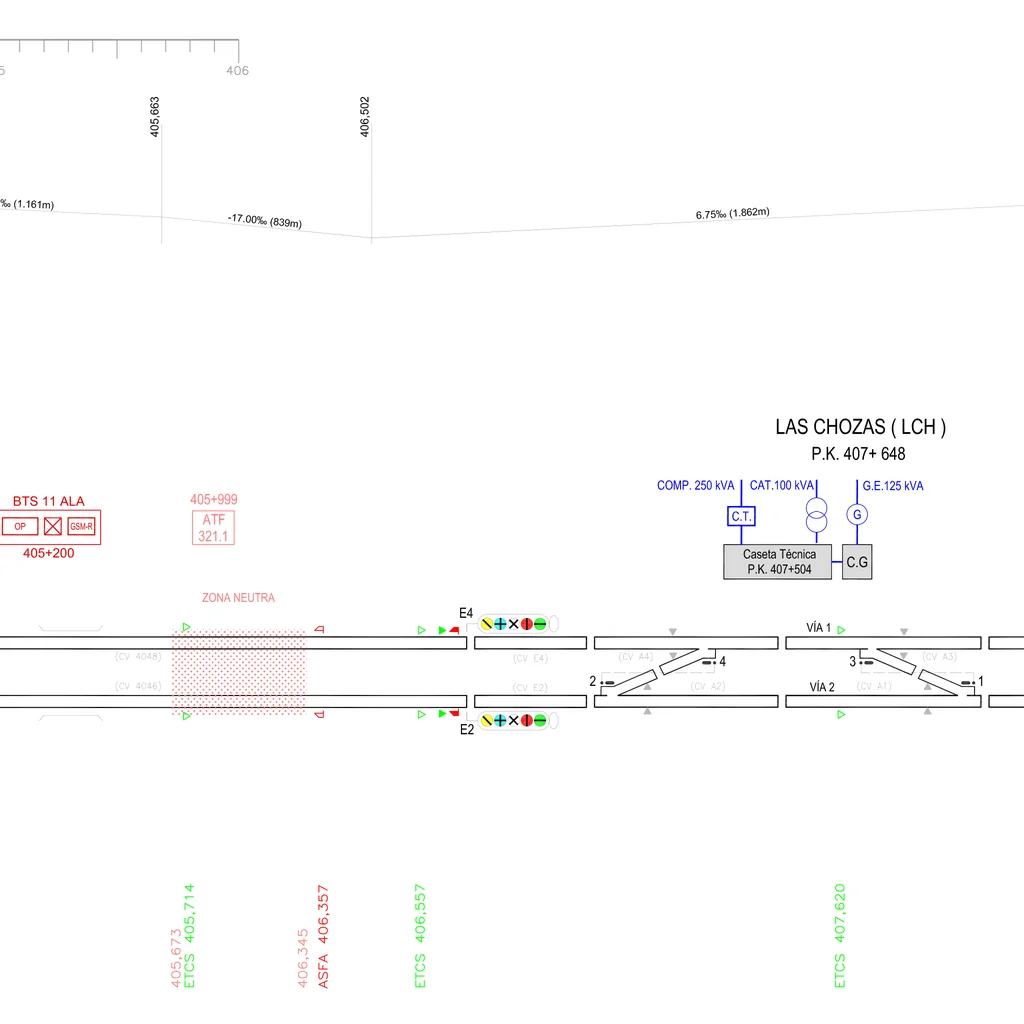 5
406
405,663
406,502
‰ (1.161m)
-17.00‰ (839m)
6.75‰ (1.862m)
LAS CHOZAS ( LCH )
P.K. 407+ 648
COMP. 250 kVA
CAT.100 kVA
G.E.125 kVA
C.T.
G
Caseta Técnica
P.K. 407+504
C.G
BTS 11 ALA
OP
GSM-R
405+200
405+999
ATF
321.1
ZONA NEUTRA
E4
VÍA 1
(CV 4048)
(CV E4)
(CV A4)
4
3
(CV A3)
(CV 4046)
(CV E2)
2
(CV A2)
VÍA 2
(CV A1)
1
E2
405,673
ETCS 405,714
406,345
ASFA 406,357
ETCS 406,557
ETCS 407,620